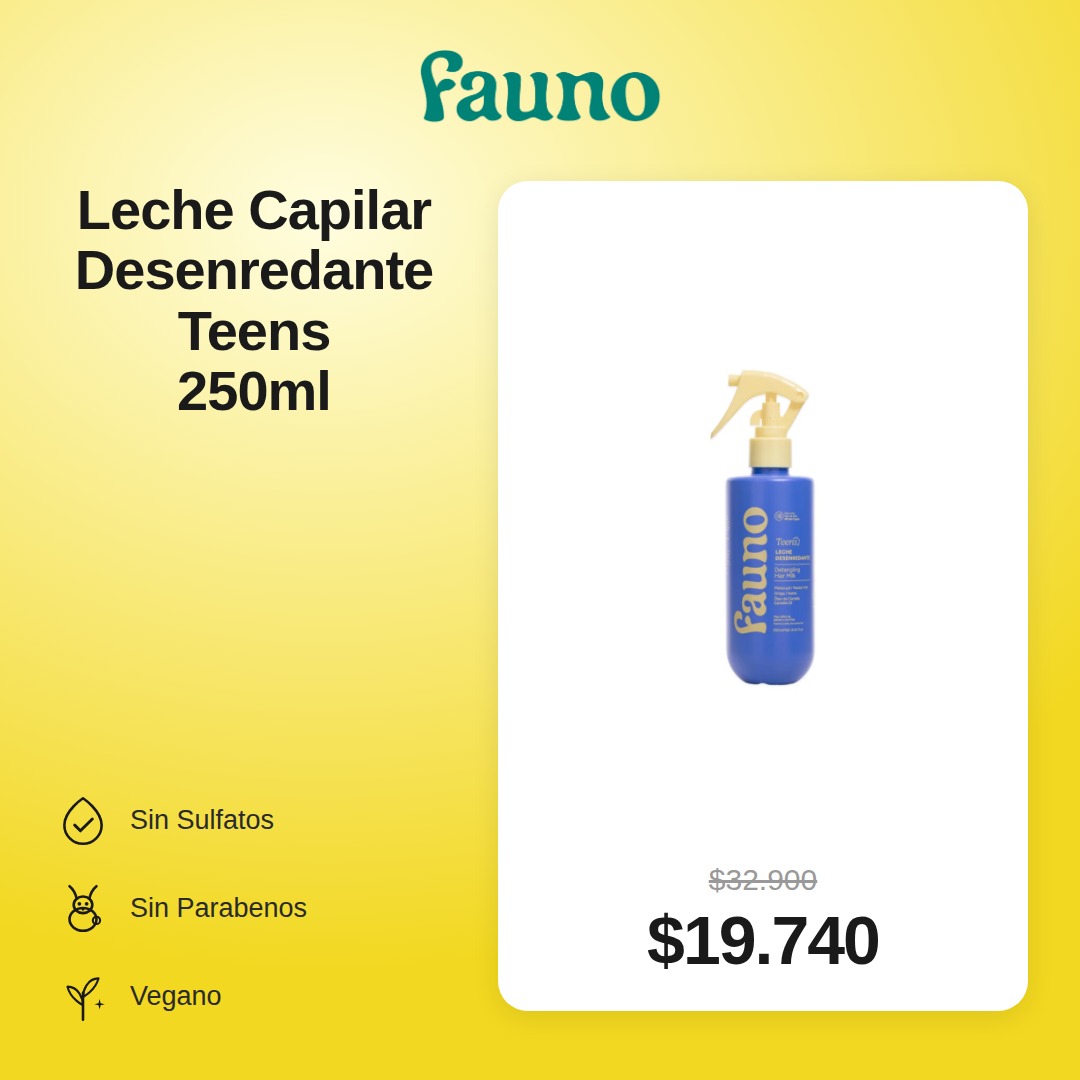 fauno
Leche Capilar
Desenredante
Teens
250ml
fauno
Teens
LECHE
DESENREDANTE
Detangling
Hair Milk
Sin Sulfatos
Sin Parabenos
Vegano
$32.900
$19.740